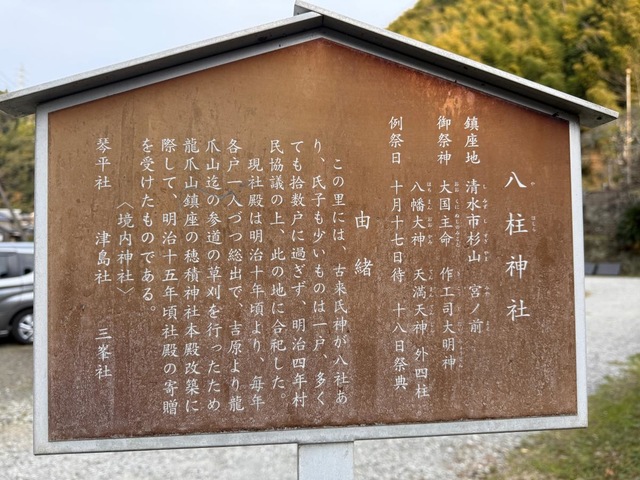 八柱神社
鎮座地 清水市杉山 宮ノ前
御祭神 大国主命 作工司大明神
八幡大神 天満天神 外四柱
例祭日 十月十七日待 十八日祭典
由緒
この里には、古来氏神が八社あ
り、氏子も少いものは一戸、多く
ても拾数戸に過ぎず、明治四年村
民協議の上、此の地に合祀した。
現社殿は明治十年頃より、毎年
各戸一人づつ総出で、吉原より龍
爪山迄の参道の草刈を行ったため
龍爪山鎮座の穂積神社本殿改築に
際して、明治十五年頃社殿の寄贈
を受けたものである。
〈境内神社〉
琴平社 津島社 三峯社